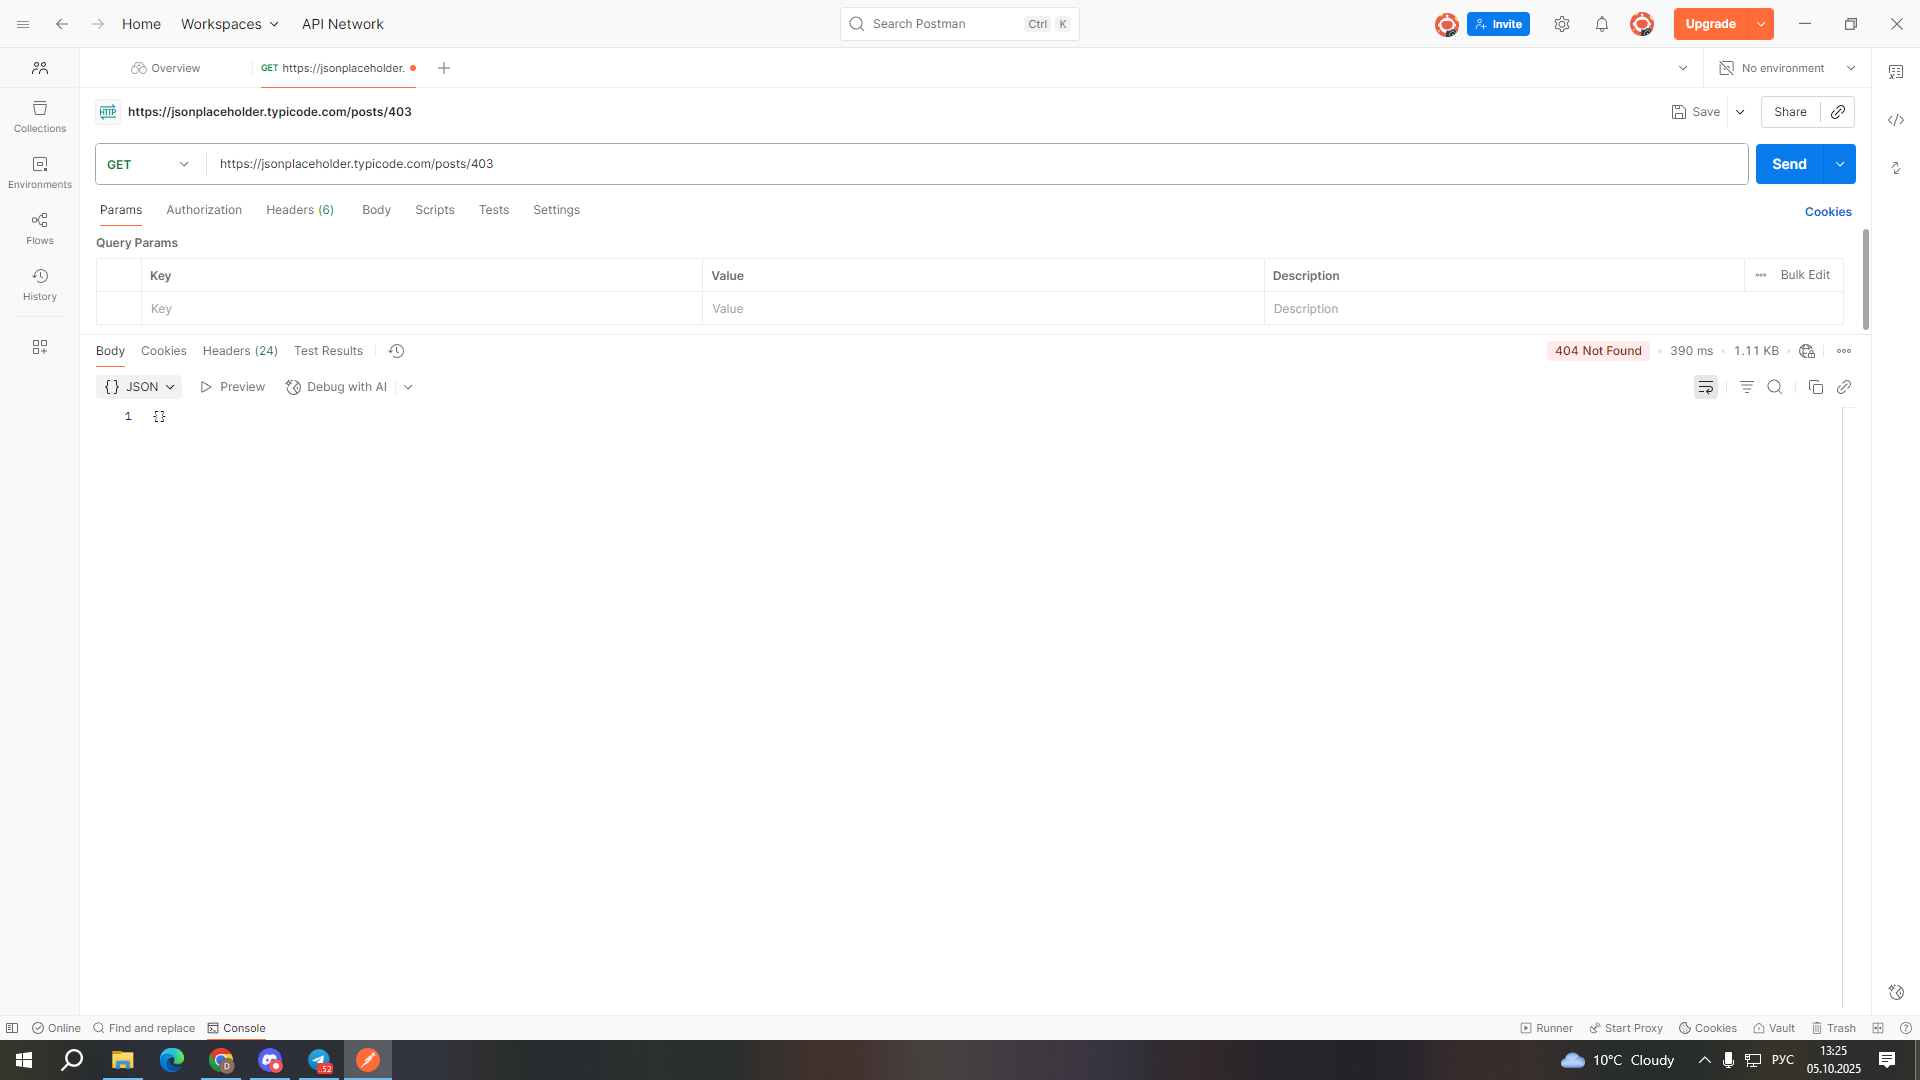 Home Workspaces API Network Search Postman Ctrl K Invite Upgrade
Overview GET https://jsonplaceholder. No environment
HTTP https://jsonplaceholder.typicode.com/posts/403 Save Share
GET https://jsonplaceholder.typicode.com/posts/403 Send
Params Authorization Headers (6) Body Scripts Tests Settings Cookies
Query Params
Key Value Description Bulk Edit
Key Value Description
Collections
Environments
Flows
History
Body Cookies Headers (24) Test Results 404 Not Found 390 ms 1.11 KB
{} JSON Preview Debug with AI
1 {}
Online Find and replace Console Runner Start Proxy Cookies Vault Trash
D 52 10°C Cloudy РУС 13:25
05.10.2025